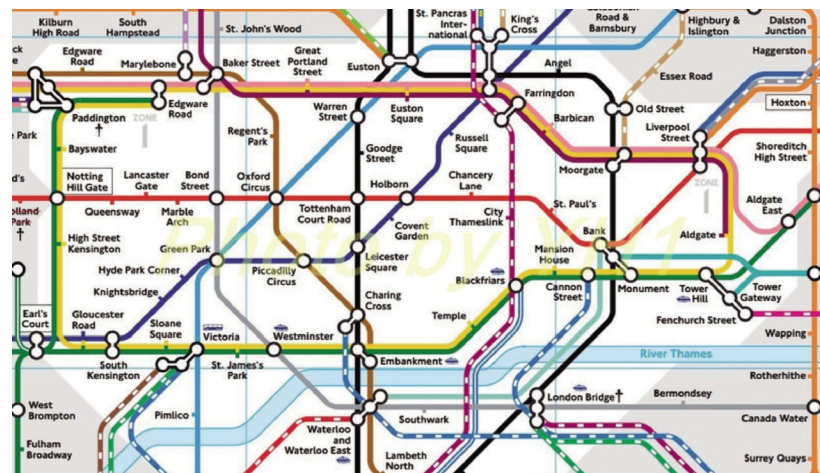 Kilburn
High Road
South
Hampstead
St. John's Wood
St. Pancras
Inter-
national
King's
Cross
Road &
Barnsbury
Highbury &
Islington
Dalston
Junction
Haggerston
Edgware
Road
Marylebone
Baker Street
Great
Portland
Street
Euston
Angel
Essex Road
Hoxton
Paddington
†
Edgware
Road
ZONE
Warren
Street
Euston
Square
Farringdon
Barbican
Old Street
Liverpool
Street
Shoreditch
High Street
e Park
Bayswater
Regent's
Park
Goodge
Street
Russell
Square
Moorgate
ZONE
Notting
Hill Gate
Lancaster
Gate
Bond
Street
Oxford
Circus
Holborn
Chancery
Lane
olland
Park
†
Queensway
Marble
Arch
Tottenham
Court Road
Covent
Garden
City
Thameslink
St. Paul's
Aldgate
East
High Street
Kensington
Green Park
Leicester
Square
Bank
Mansion
House
Aldgate
Hyde Park Corner
Knightsbridge
Piccadilly
Circus
Charing
Cross
Blackfriars
Cannon
Street
Monument
Tower
Hill
Tower
Gateway
Fenchurch Street
Earl's
Court
Gloucester
Road
Sloane
Square
Victoria
Westminster
Temple
Wapping
South
Kensington
St. James's
Park
Embankment
River Thames
Rotherhithe
West
Brompton
Pimlico
Southwark
London Bridge†
Bermondsey
Canada Water
Fulham
Broadway
Waterloo
and
Waterloo East
Lambeth
North
Surrey Quays
Photo by